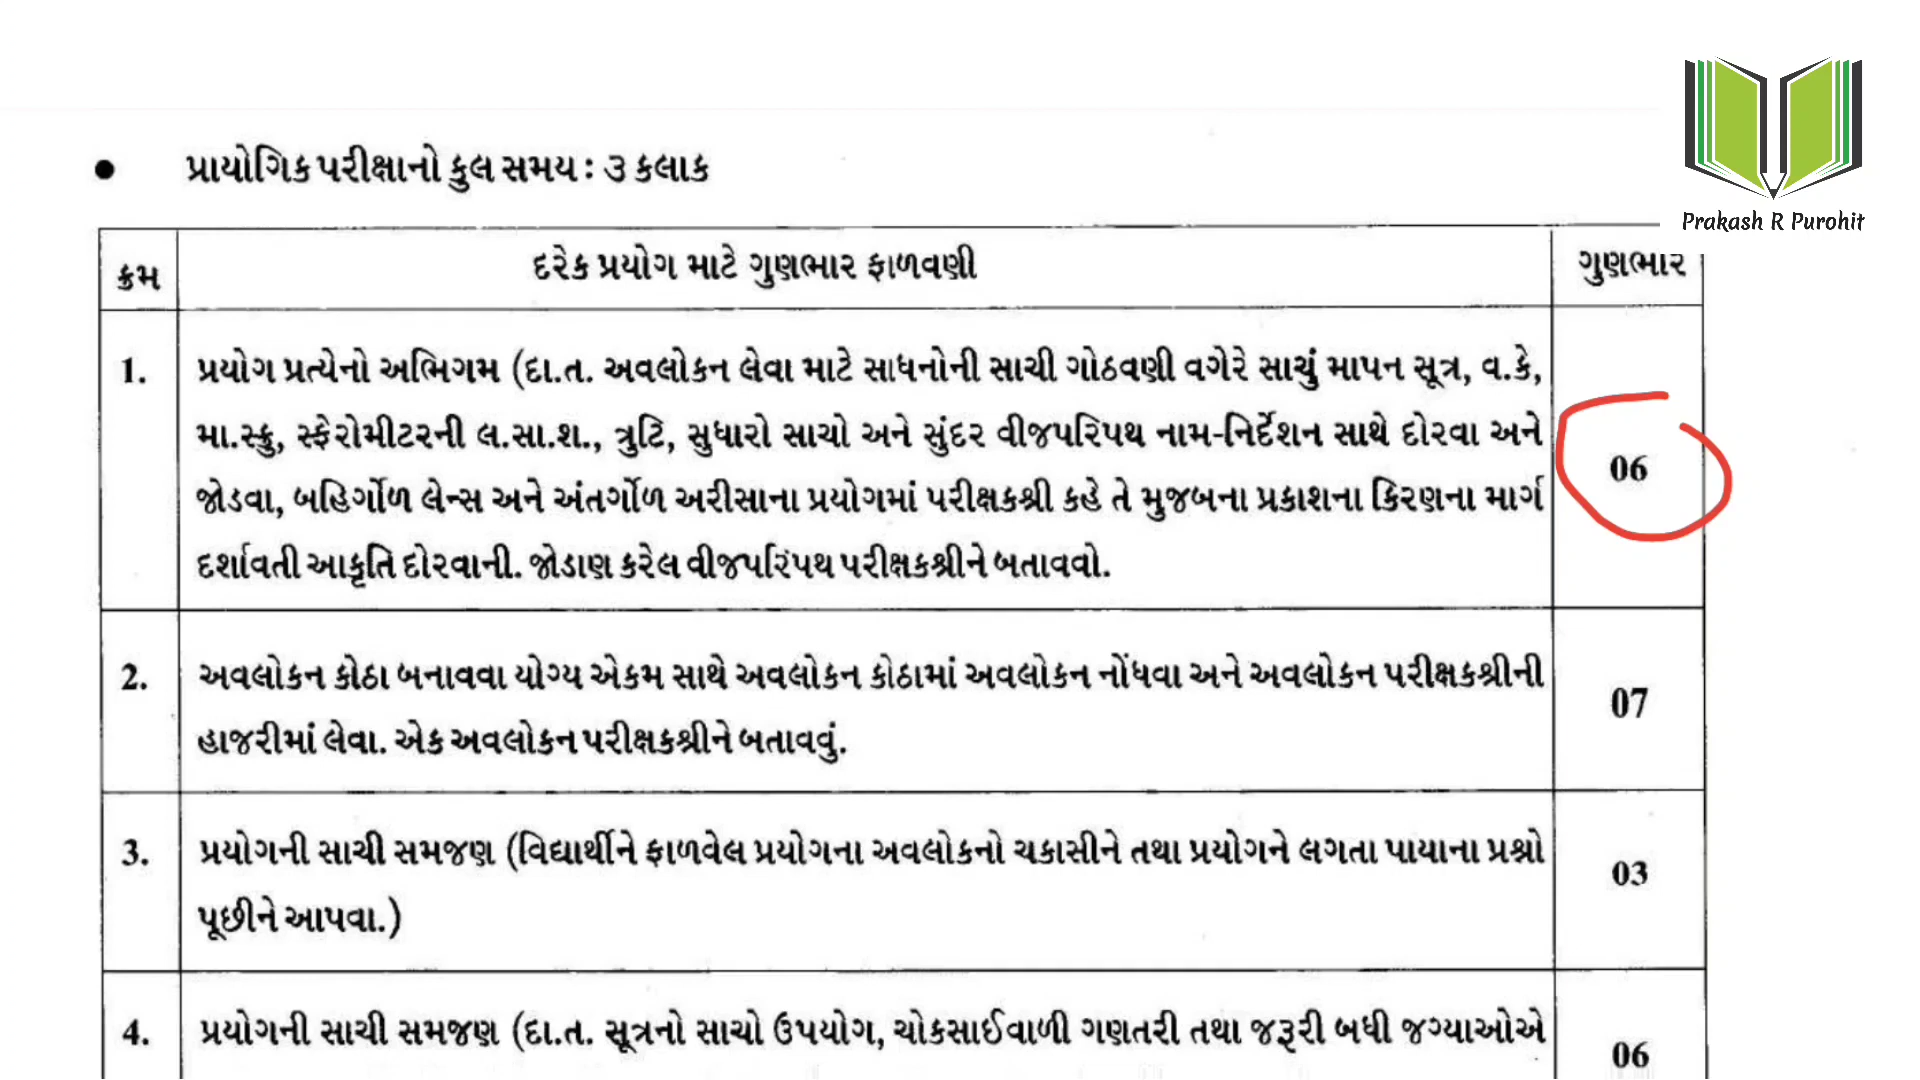 Prakash R Purohit
● પ્રાયોગિક પરીક્ષાનો કુલ સમય : ૩ કલાક
ક્રમ દરેક પ્રયોગ માટે ગુણભાર ફાળવણી ગુણભાર
1. પ્રયોગ પ્રત્યેનો અભિગમ (દા.ત. અવલોકન લેવા માટે સાધનોની સાચી ગોઠવણી વગેરે સાચું માપન સૂત્ર, વ.કે,
મા.સ્ક્રુ, સ્ફેરોમીટરની લ.સા.શ., ત્રુટિ, સુધારો સાચો અને સુંદર વીજપરિપથ નામ-નિર્દેશન સાથે દોરવા અને
જોડવા, બહિર્ગોળ લેન્સ અને અંતર્ગોળ અરીસાના પ્રયોગમાં પરીક્ષકશ્રી કહે તે મુજબના પ્રકાશના કિરણના માર્ગ
દર્શાવતી આકૃતિ દોરવાની. જોડાણ કરેલ વીજપરિપથ પરીક્ષકશ્રીને બતાવવો.
06
2. અવલોકન કોઠા બનાવવા યોગ્ય એકમ સાથે અવલોકન કોઠામાં અવલોકન નોંધવા અને અવલોકન પરીક્ષકશ્રીની
હાજરીમાં લેવા. એક અવલોકન પરીક્ષકશ્રીને બતાવવું.
07
3. પ્રયોગની સાચી સમજણ (વિદ્યાર્થીને ફાળવેલ પ્રયોગના અવલોકનો ચકાસીને તથા પ્રયોગને લગતા પાયાના પ્રશ્નો
પૂછીને આપવા.)
03
4. પ્રયોગની સાચી સમજણ (દા.ત. સૂત્રનો સાચો ઉપયોગ, ચોકસાઈવાળી ગણતરી તથા જરૂરી બધી જગ્યાઓએ
06